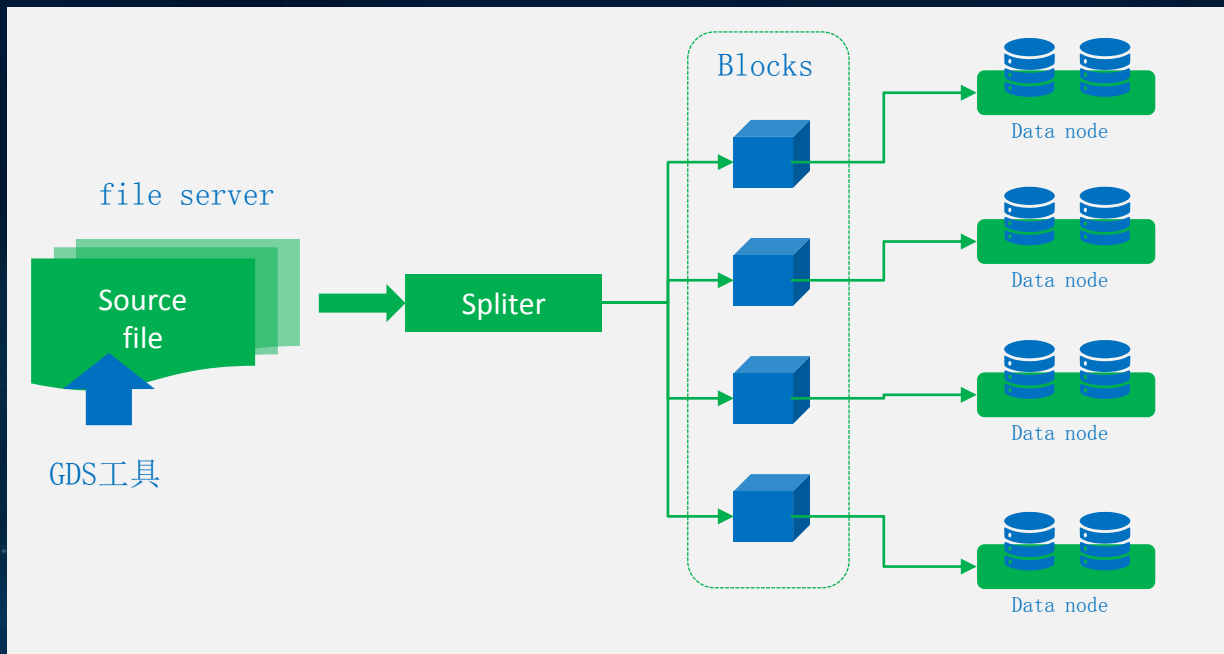 file server
Source
file
GDS工具
Spliter
Blocks
Data node
Data node
Data node
Data node